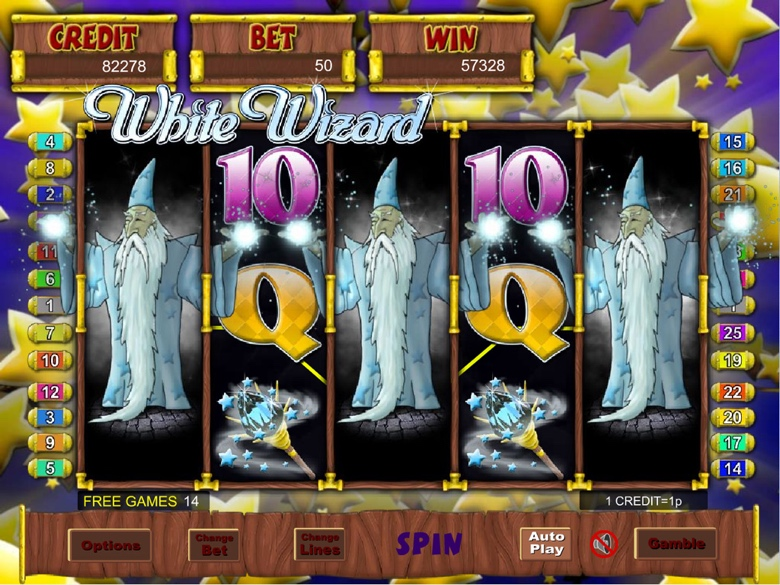 CREDIT
82278
BET
50
WIN
57328
White Wizard
4
8
2
11
6
1
7
10
12
3
9
5
10
10
Q
Q
15
16
21
25
19
22
20
17
14
FREE GAMES 14
1 CREDIT=1p
Options
Change
Bet
Change
Lines
SPIN
Auto
Play
Gamble